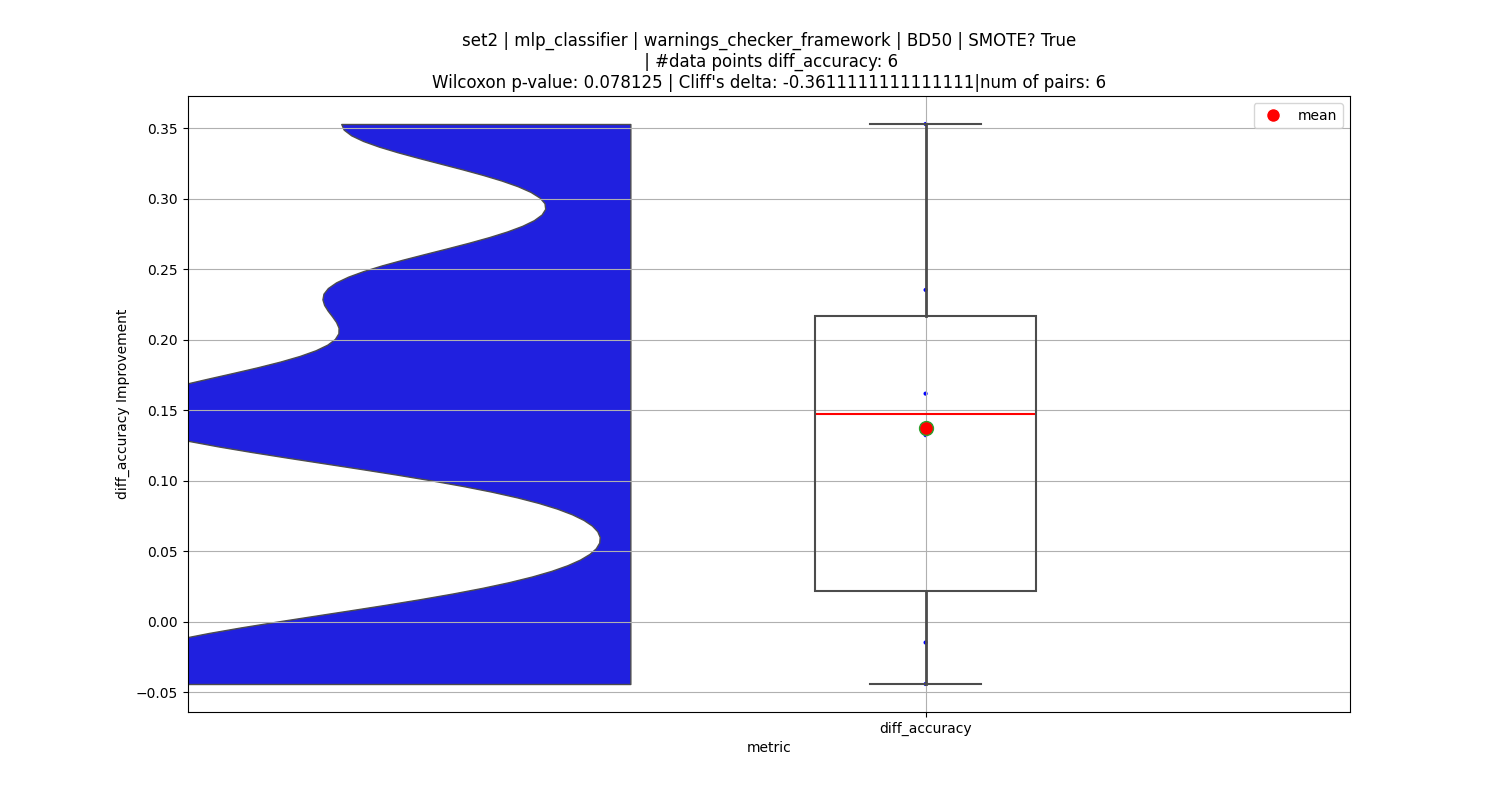 set2 | mlp_classifier | warnings_checker_framework | BD50 | SMOTE? True
| #data points diff_accuracy: 6
Wilcoxon p-value: 0.078125 | Cliff's delta: -0.3611111111111111|num of pairs: 6
mean
0.35
0.30
0.25
0.20
0.15
0.10
0.05
0.00
−0.05
diff_accuracy Improvement
diff_accuracy
metric